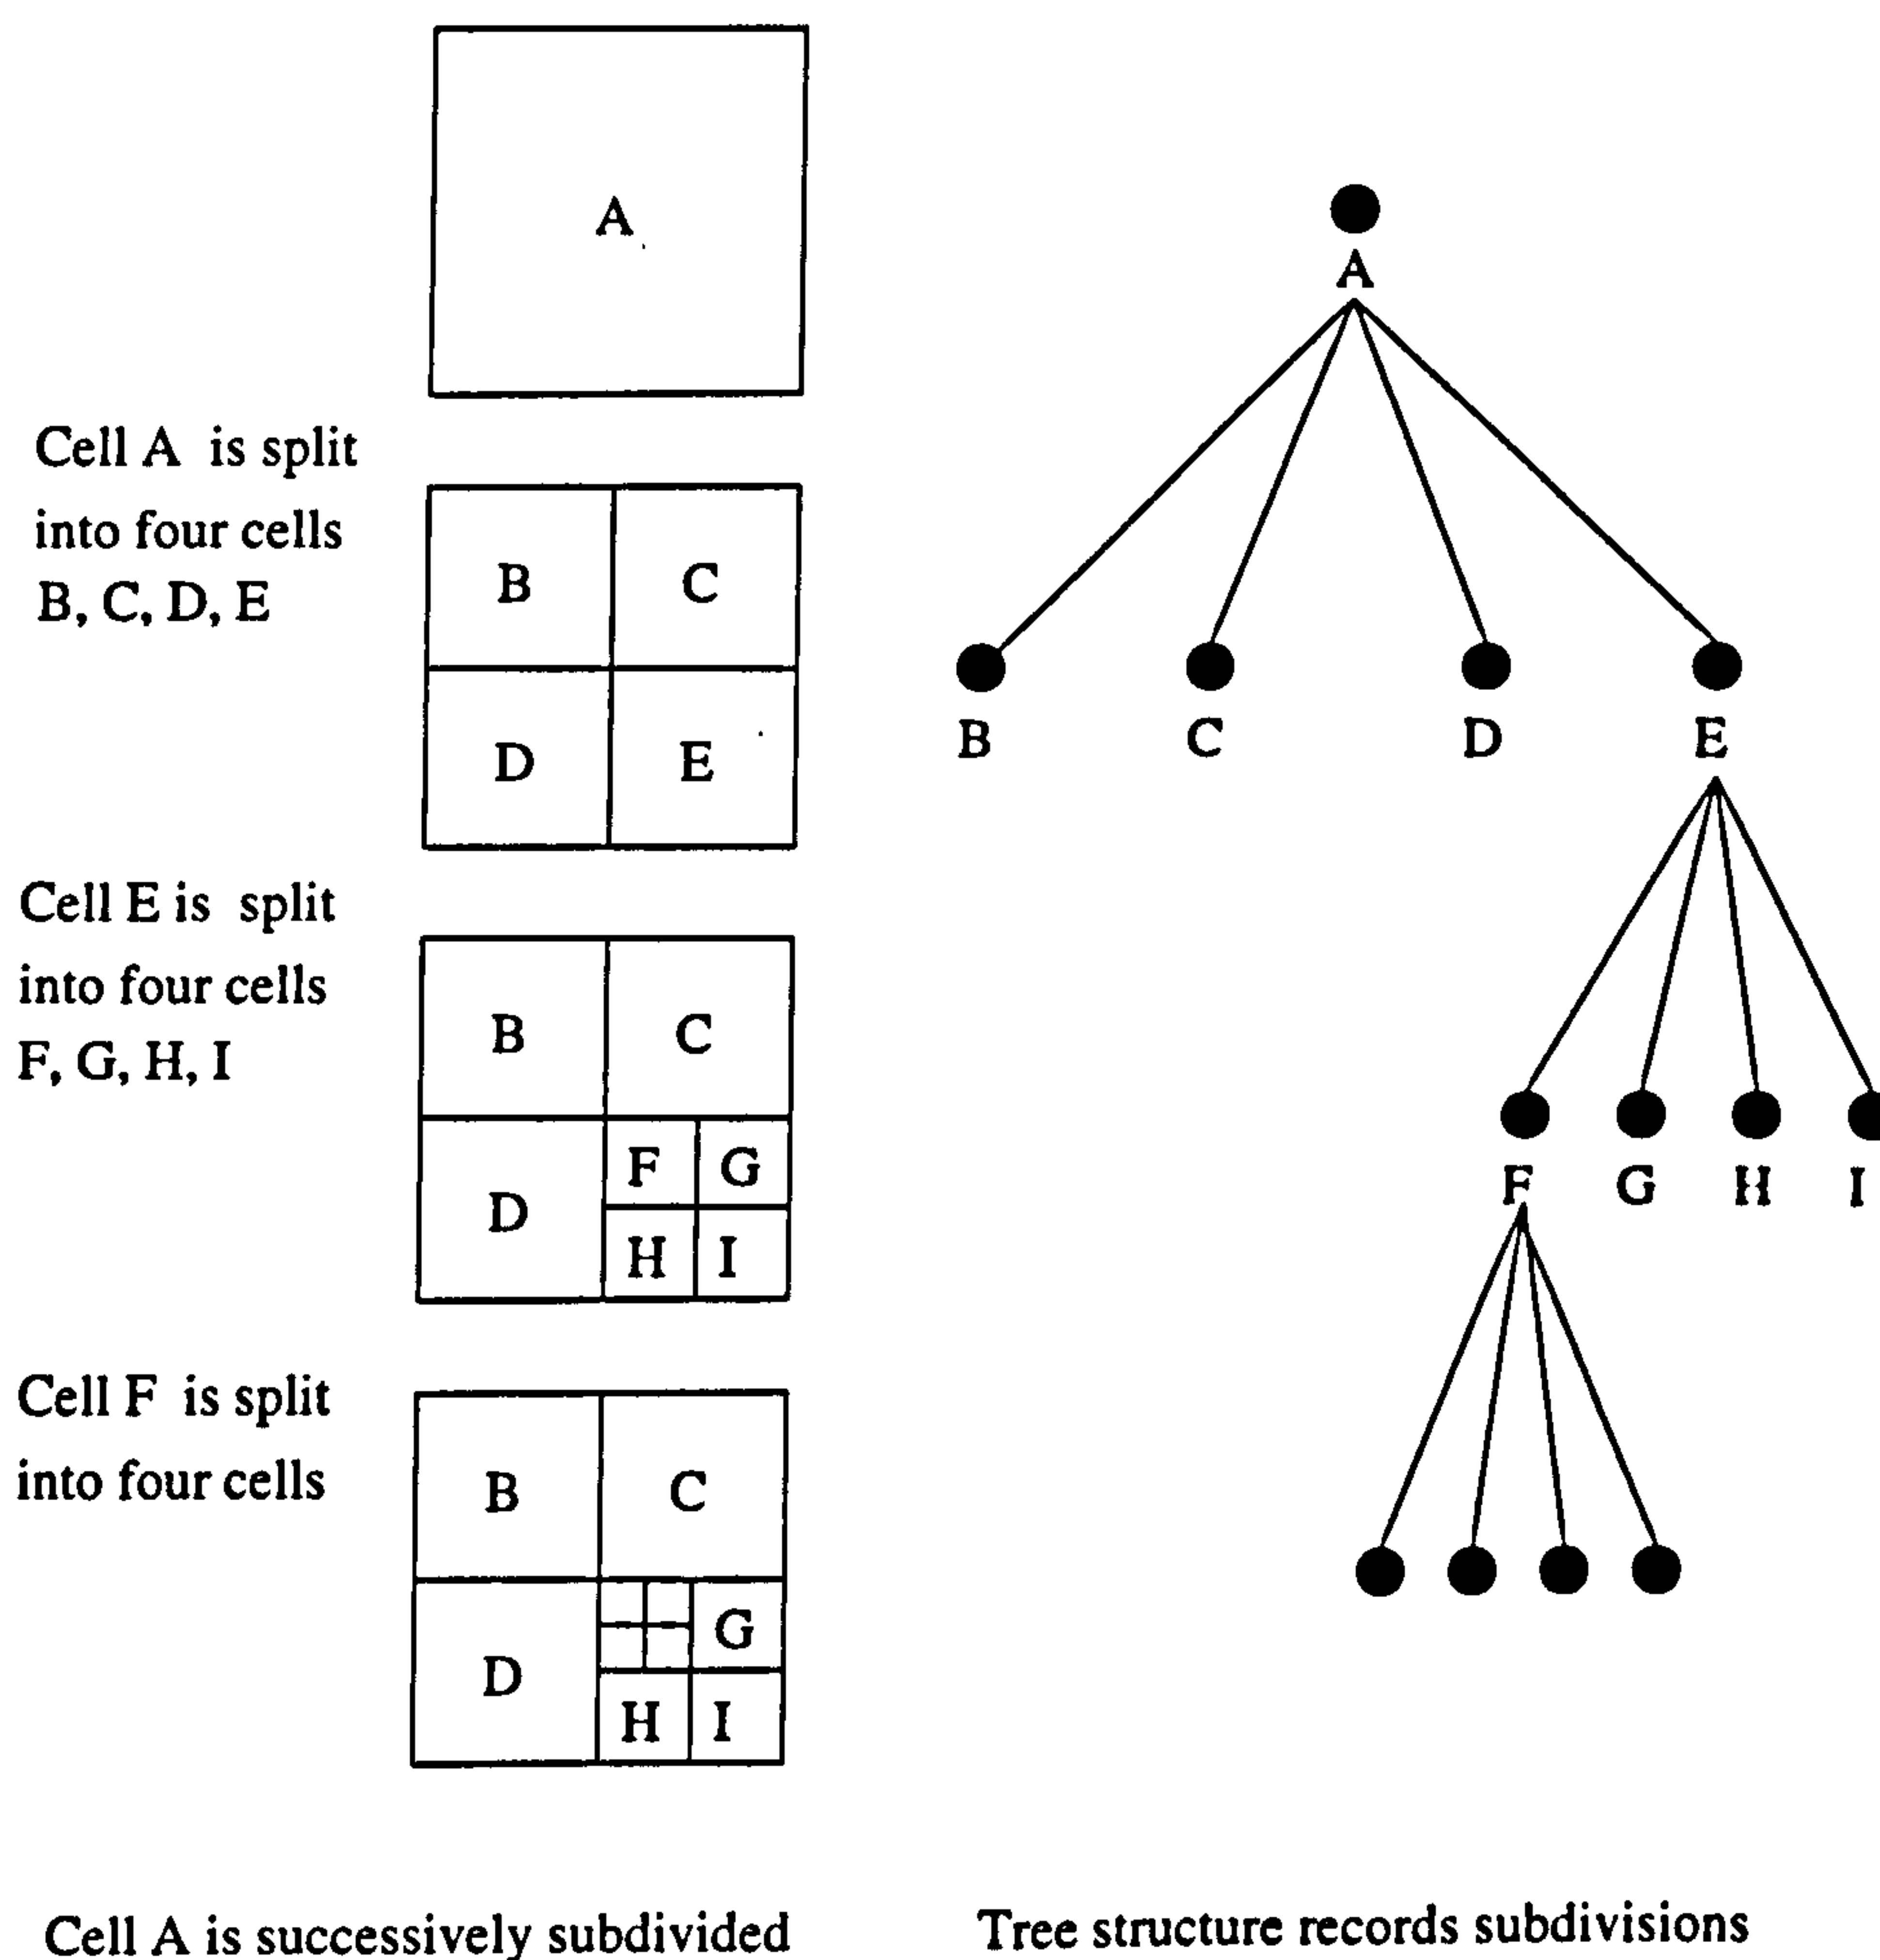 A
Cell A is split
into four cells
B, C, D, E
B C
D E
Cell E is split
into four cells
F, G, H, I
B C
D
F G
H I
Cell F is split
into four cells
B C
D
G
H I
Cell A is successively subdivided
A
B C D E
F G H I
Tree structure records subdivisions